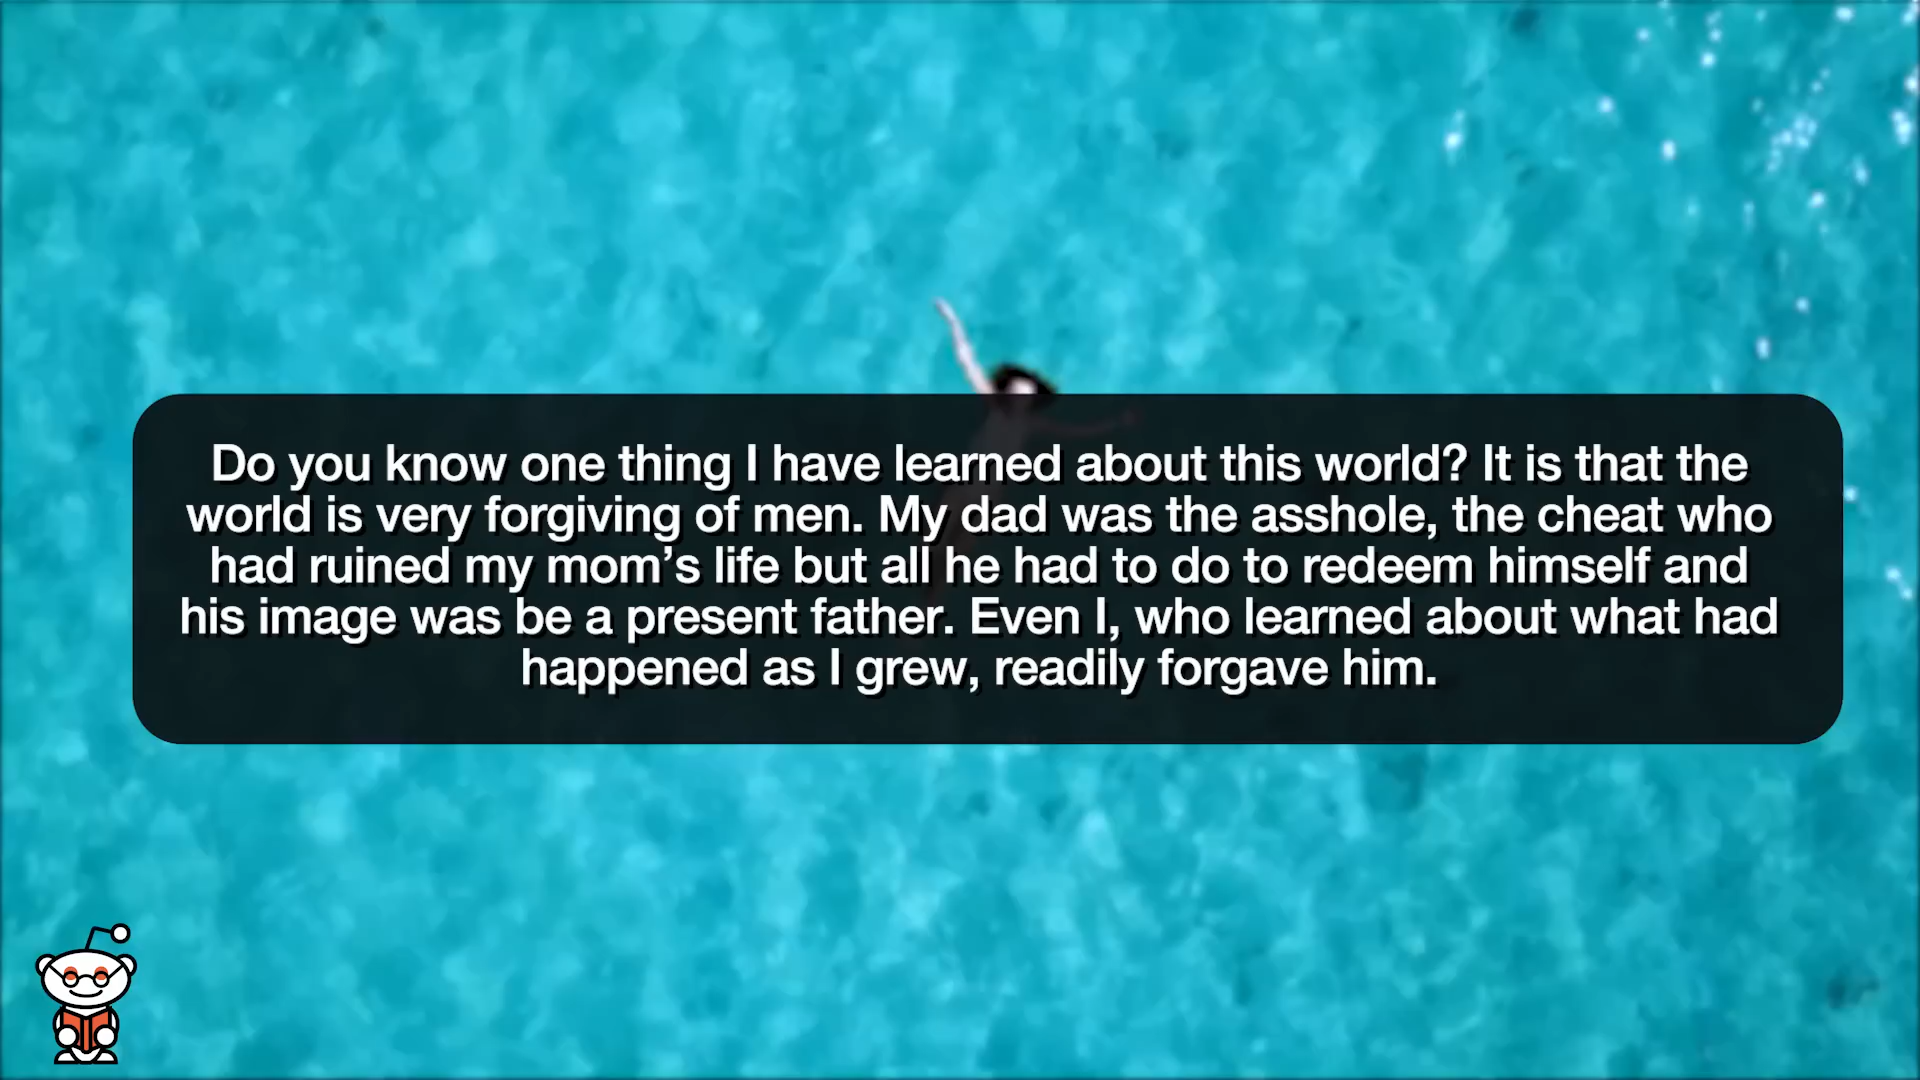 Do you know one thing I have learned about this world? It is that the
world is very forgiving of men. My dad was the asshole, the cheat who
had ruined my mom’s life but all he had to do to redeem himself and
his image was be a present father. Even I, who learned about what had
happened as I grew, readily forgave him.